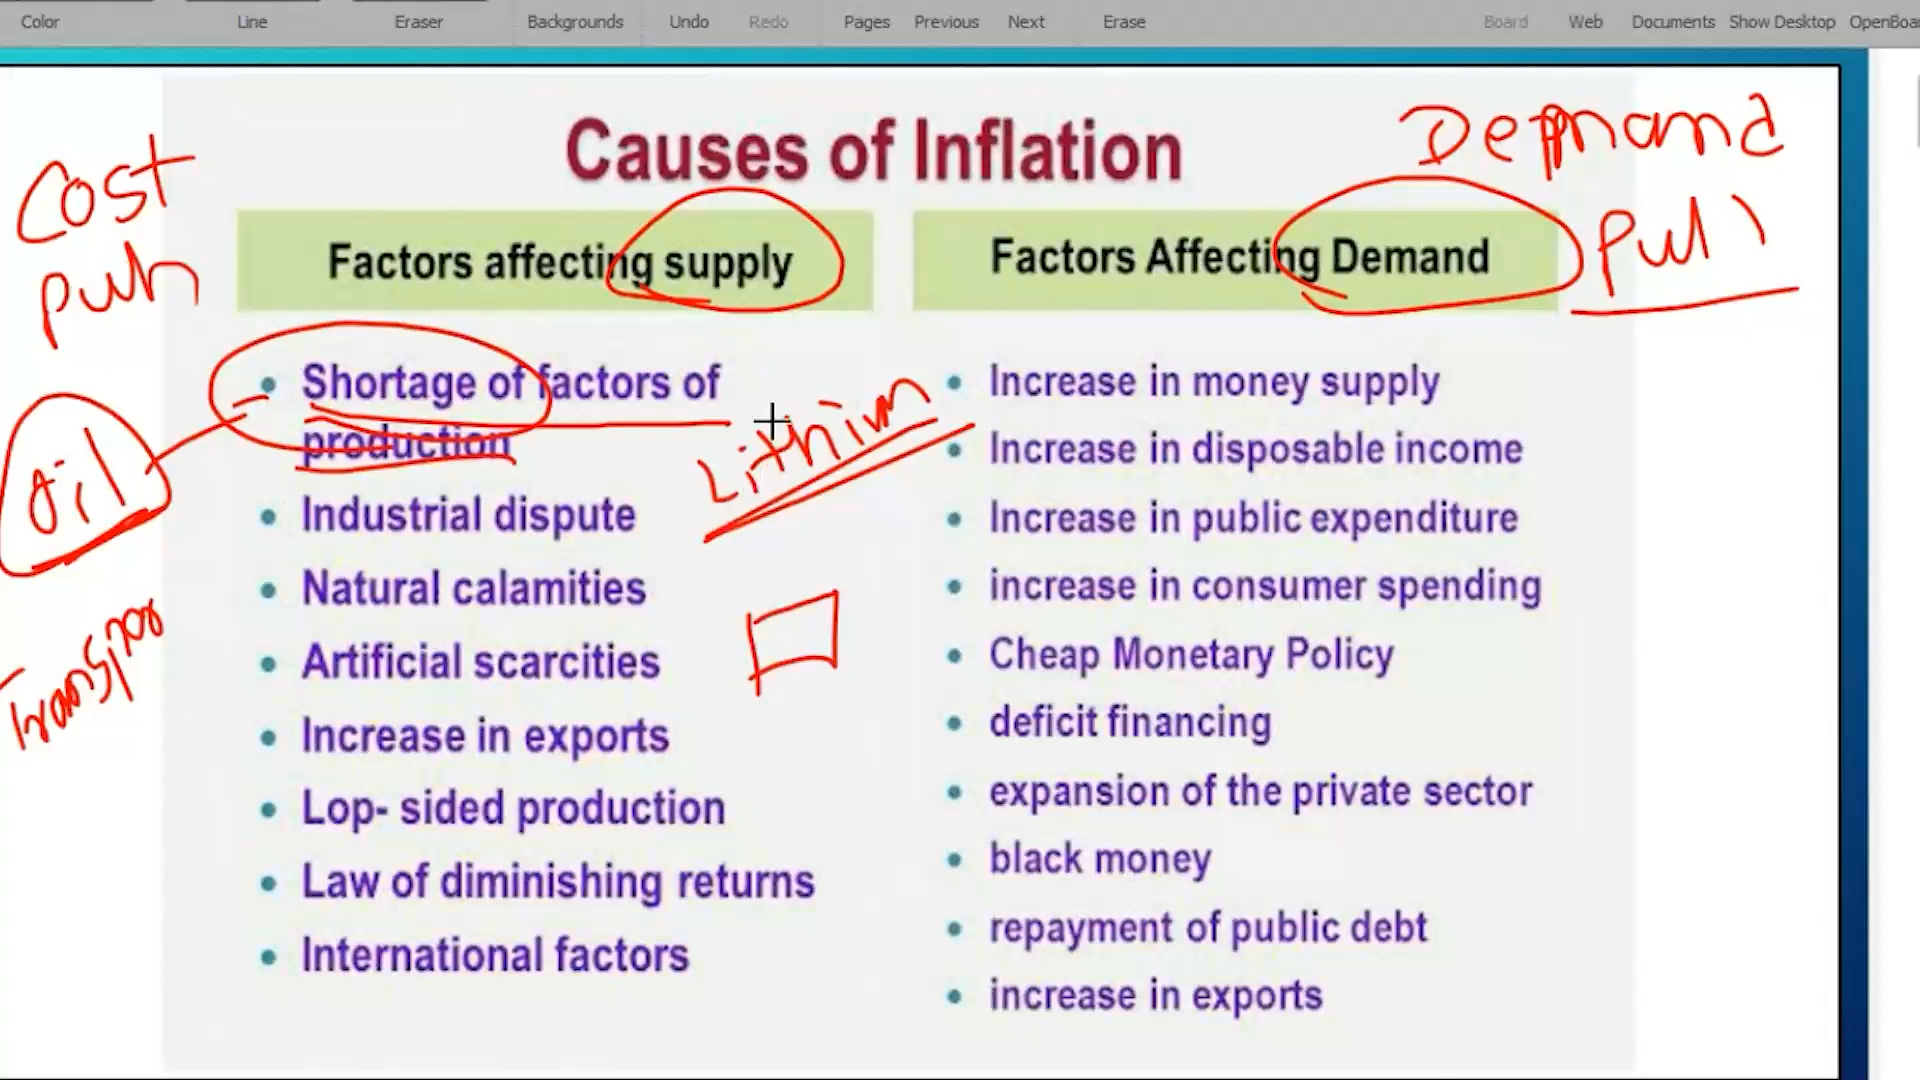 Color Line Eraser Backgrounds Undo Redo Pages Previous Next Erase Board Web Documents Show Desktop OpenBoa
Causes of Inflation
Cost
puh
Demand
Pull
Factors affecting supply
Factors Affecting Demand
• Shortage of factors of
production
• Industrial dispute
• Natural calamities
• Artificial scarcities
• Increase in exports
• Lop- sided production
• Law of diminishing returns
• International factors
Oil
Transpor
Lithim
• Increase in money supply
• Increase in disposable income
• Increase in public expenditure
• increase in consumer spending
• Cheap Monetary Policy
• deficit financing
• expansion of the private sector
• black money
• repayment of public debt
• increase in exports